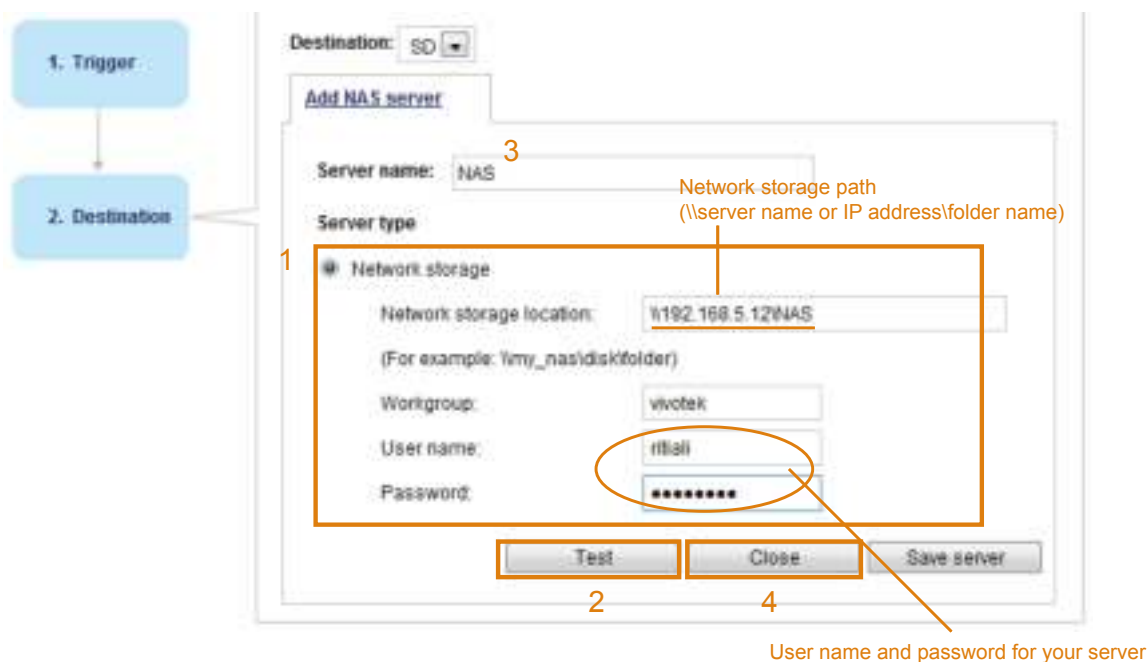 1. Trigger
2. Destination
Destination: SD
Add NAS server
Server name: NAS
3
Network storage path
(\\server name or IP address\folder name)
Server type
1
Network storage
Network storage location: \\192.168.5.12\NAS
(For example: \\my_nas\disk\folder)
Workgroup: vivotek
User name:
Password: ●●●●●●●●
Test Close Save server
2 4
User name and password for your server